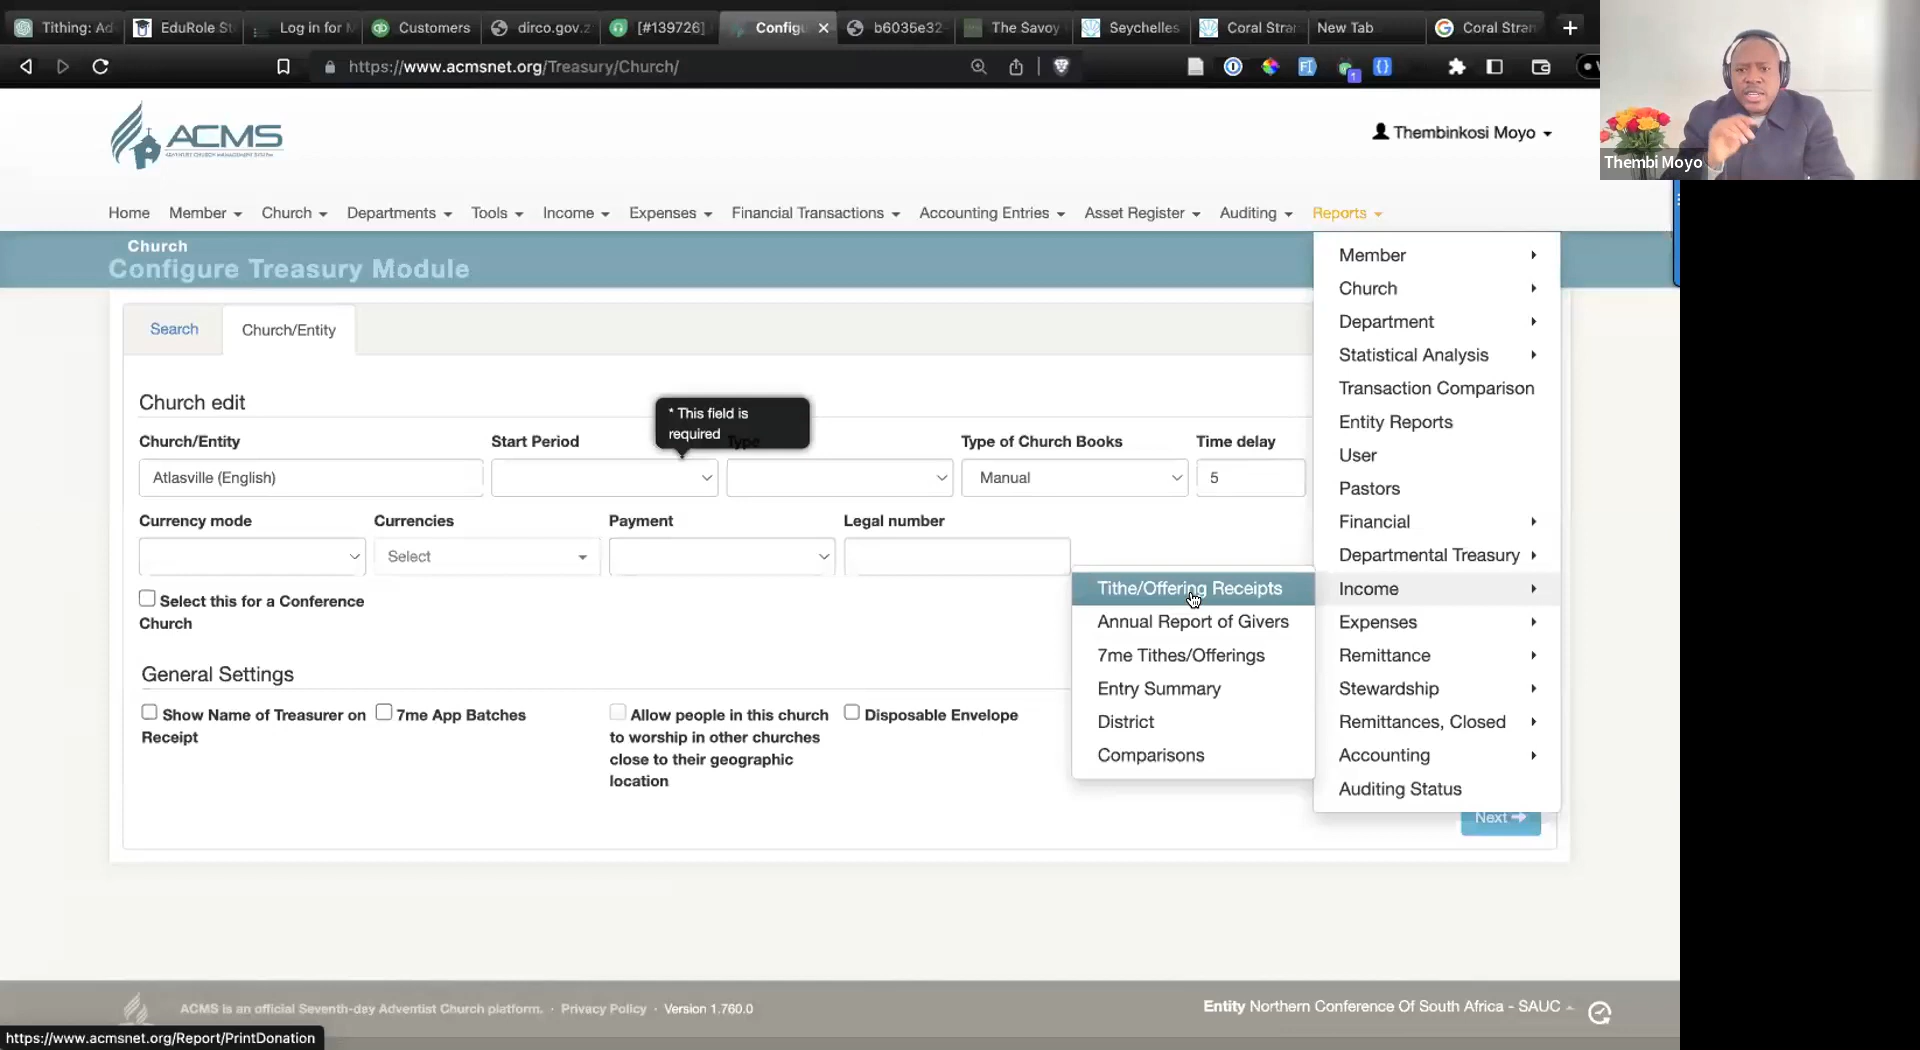 Tithing: Ad
EduRole St
Log in for M
Customers
dirco.gov.z
[#139726]
Config
b6035e32-
The Savoy
Seychelles
Coral Stran
New Tab
Coral Stran
https://www.acmsnet.org/Treasury/Church/
1
ACMS
ADVENTIST CHURCH MANAGEMENT SYSTEM
Thembinkosi Moyo
Thembi Moyo
Home
Member
Church
Departments
Tools
Income
Expenses
Financial Transactions
Accounting Entries
Asset Register
Auditing
Reports
Church
Configure Treasury Module
Search
Church/Entity
Church edit
* This field is
required
Church/Entity
Start Period
Type
Type of Church Books
Time delay
Atlasville (English)
Manual
5
Currency mode
Currencies
Payment
Legal number
Select
Select this for a Conference
Church
General Settings
Show Name of Treasurer on
Receipt
7me App Batches
Allow people in this church
to worship in other churches
close to their geographic
location
Disposable Envelope
Member
Church
Department
Statistical Analysis
Transaction Comparison
Entity Reports
User
Pastors
Financial
Departmental Treasury
Income
Expenses
Remittance
Stewardship
Remittances, Closed
Accounting
Auditing Status
Tithe/Offering Receipts
Annual Report of Givers
7me Tithes/Offerings
Entry Summary
District
Comparisons
Next
ACMS is an official Seventh-day Adventist Church platform. · Privacy Policy · Version 1.760.0
Entity Northern Conference Of South Africa - SAUC
https://www.acmsnet.org/Report/PrintDonation